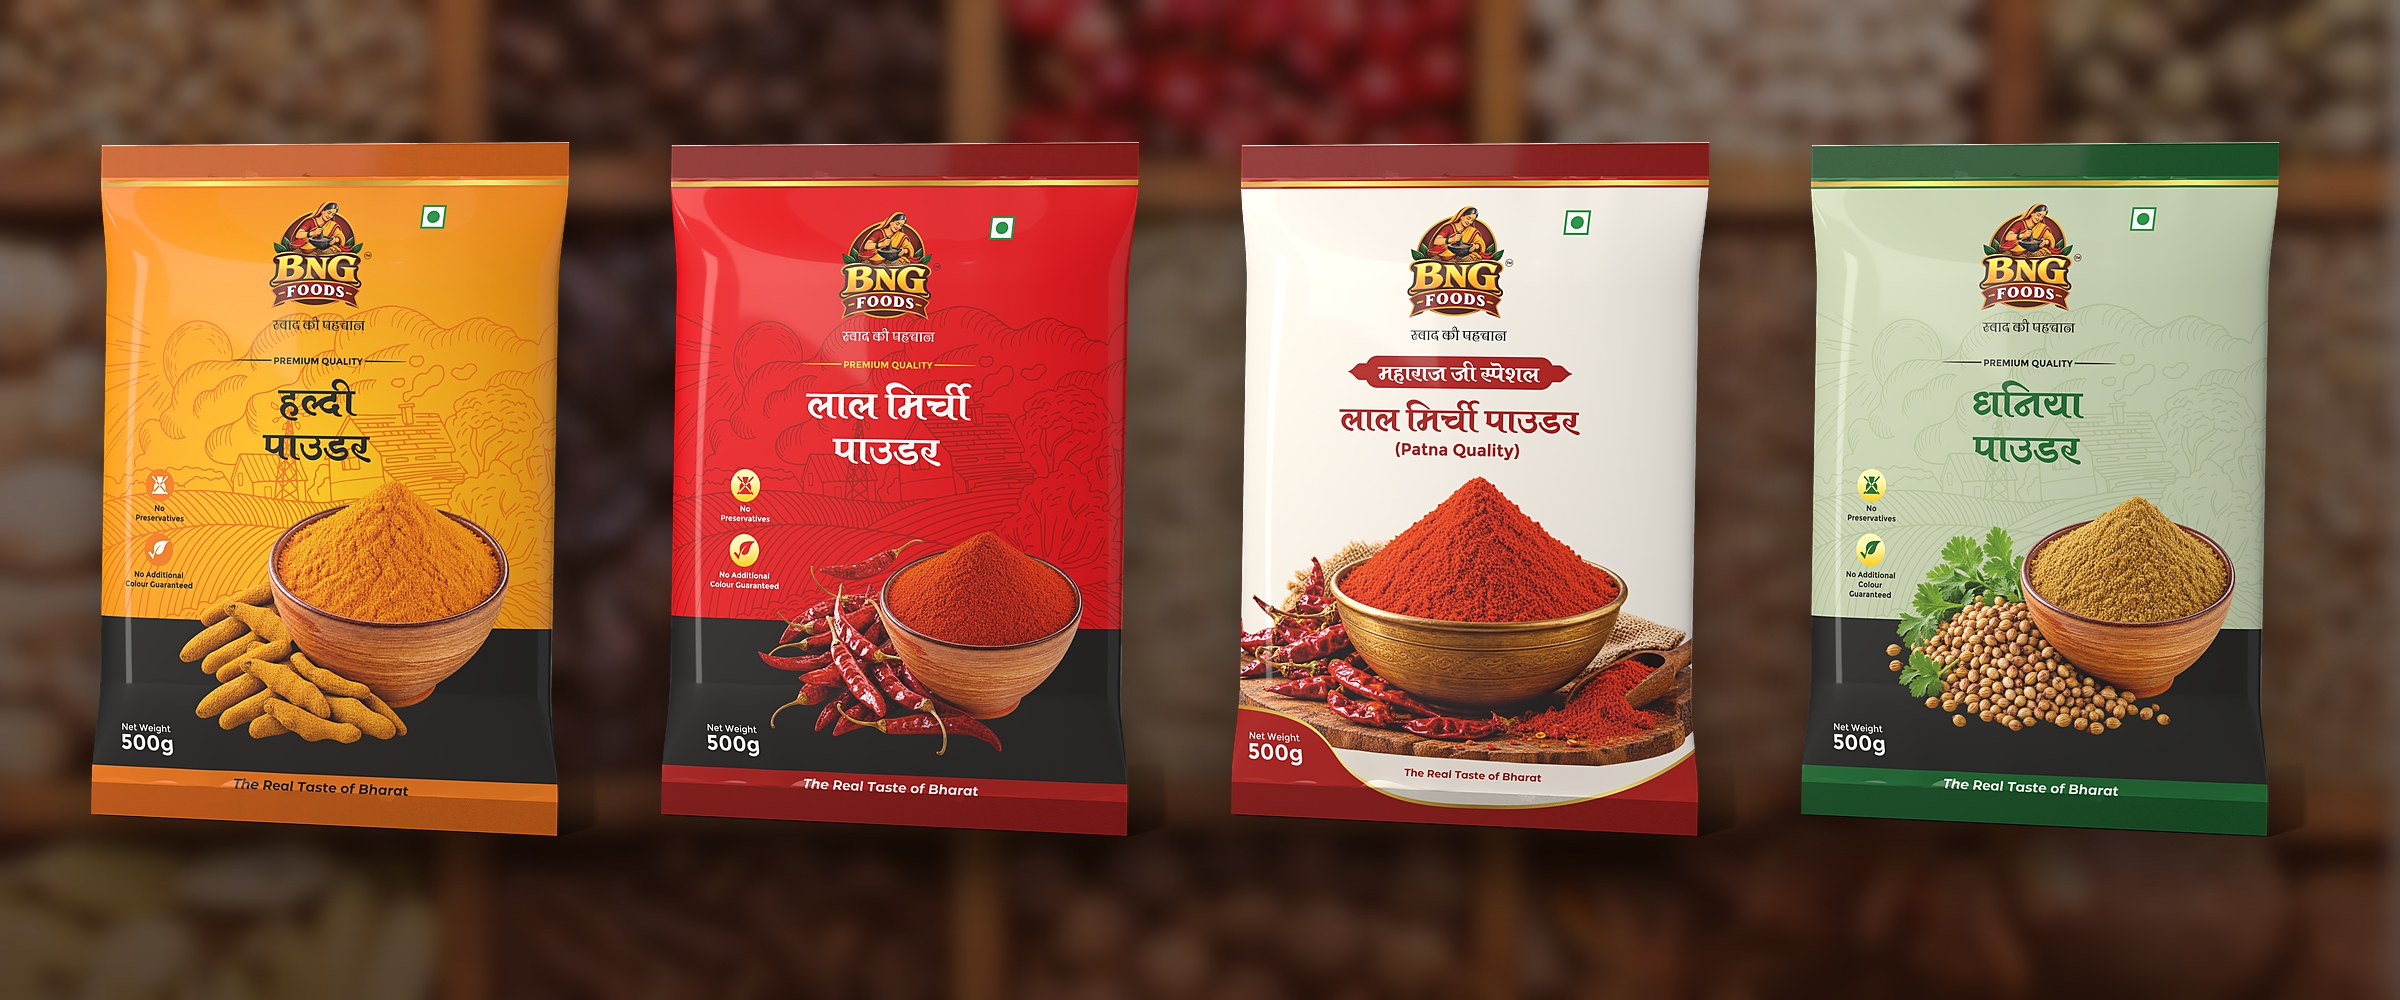 BNG
FOODS
TM
स्वाद की पहचान
PREMIUM QUALITY
हल्दी
पाउडर
No
Preservatives
No Additional
Colour Guaranteed
Net Weight
500g
The Real Taste of Bharat
BNG
FOODS
स्वाद की पहचान
PREMIUM QUALITY
लाल मिर्ची
पाउडर
No
Preservatives
No Additional
Colour Guaranteed
Net Weight
500g
The Real Taste of Bharat
BNG
FOODS
TM
स्वाद की पहचान
महाराज जी स्पेशल
लाल मिर्ची पाउडर
(Patna Quality)
Net Weight
500g
The Real Taste of Bharat
BNG
FOODS
TM
स्वाद की पहचान
PREMIUM QUALITY
धनिया
पाउडर
No
Preservatives
No Additional
Colour
Guaranteed
Net Weight
500g
The Real Taste of Bharat